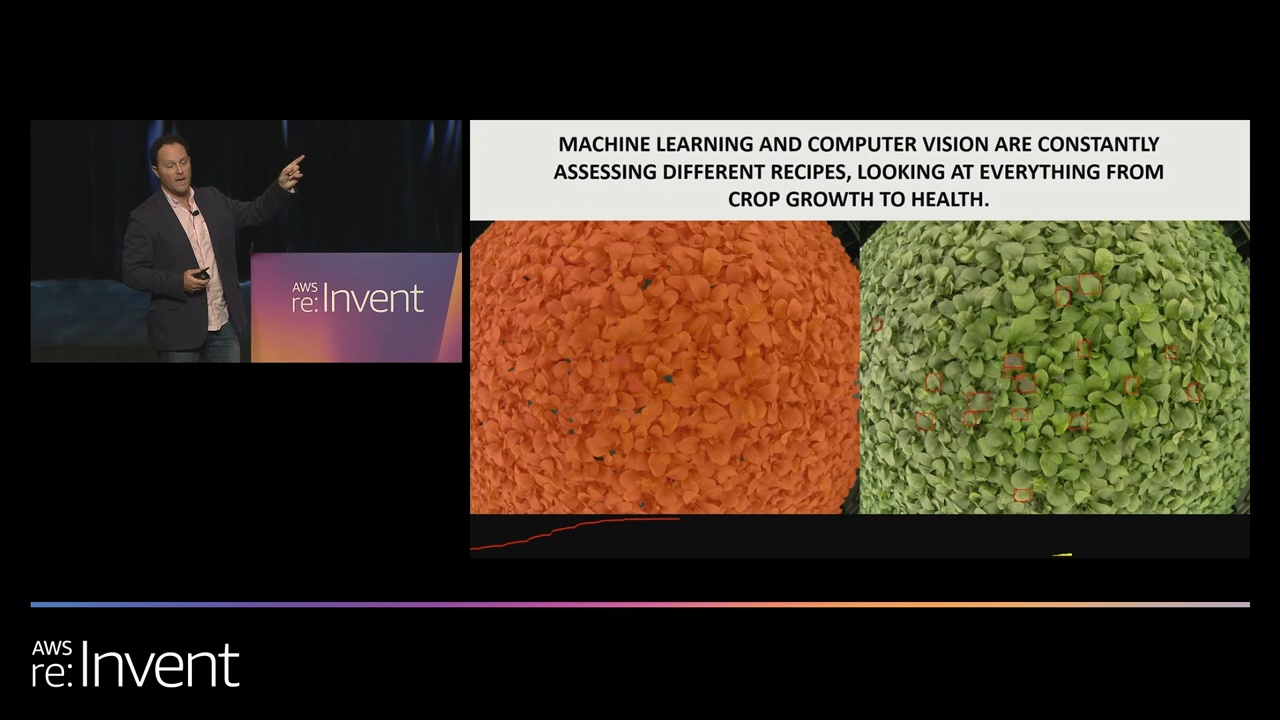 MACHINE LEARNING AND COMPUTER VISION ARE CONSTANTLY
ASSESSING DIFFERENT RECIPES, LOOKING AT EVERYTHING FROM
CROP GROWTH TO HEALTH.
AWS
re:Invent
AWS
re:Invent